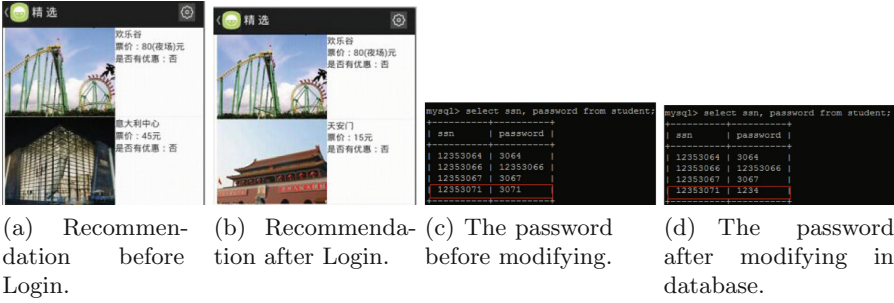 精 选
欢乐谷
票价：80(夜场)元
是否有优惠：否
意大利中心
票价：45元
是否有优惠：否
精 选
欢乐谷
票价：80(夜场)元
是否有优惠：否
天安门
票价：15元
是否有优惠：否
mysql> select ssn, password from student;
+----------+----------+
| ssn | password |
+----------+----------+
| 12353064 | 3064 |
| 12353066 | 12353066 |
| 12353067 | 3067 |
| 12353071 | 3071 |
+----------+----------+
mysql> select ssn, password from student;
+----------+----------+
| ssn | password |
+----------+----------+
| 12353064 | 3064 |
| 12353066 | 12353066 |
| 12353067 | 3067 |
| 12353071 | 1234 |
+----------+----------+
(a) Recommen-
dation before
Login.
(b) Recommenda-
tion after Login.
(c) The password
before modifying.
(d) The password
after modifying in
database.